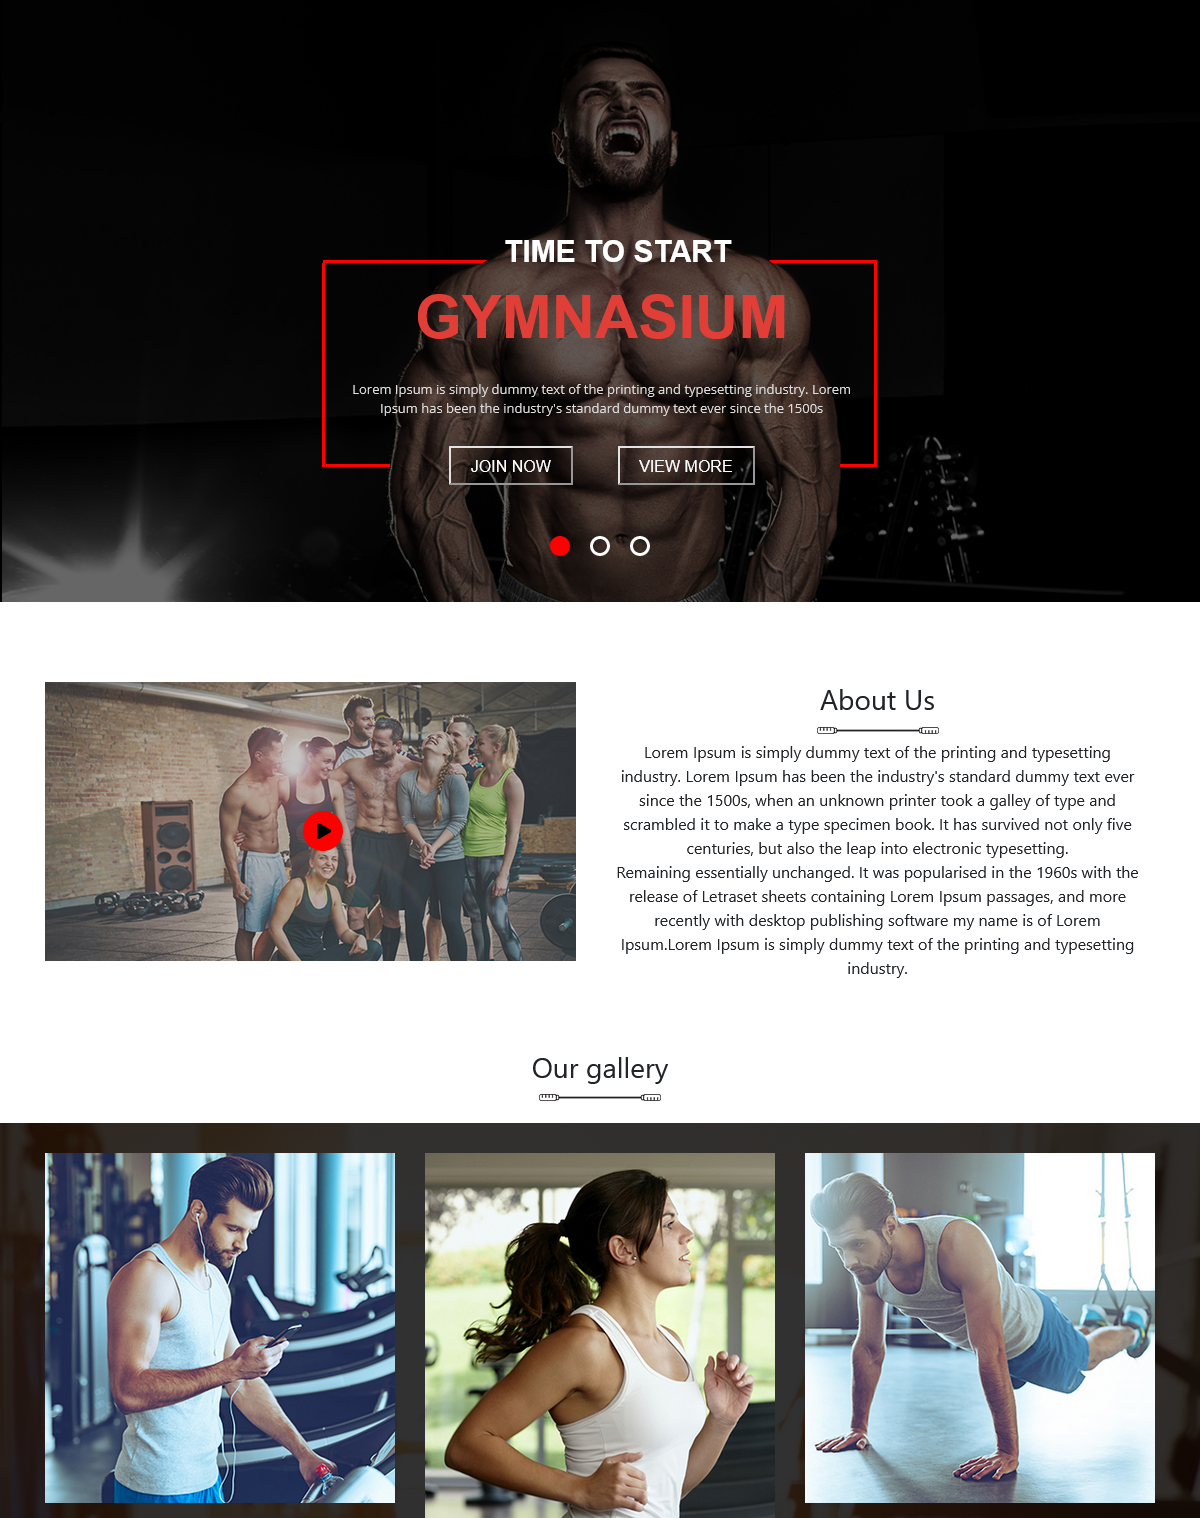 TIME TO START
GYMNASIUM
Lorem Ipsum is simply dummy text of the printing and typesetting industry. Lorem
Ipsum has been the industry's standard dummy text ever since the 1500s
JOIN NOW
VIEW MORE
About Us
Lorem Ipsum is simply dummy text of the printing and typesetting
industry. Lorem Ipsum has been the industry's standard dummy text ever
since the 1500s, when an unknown printer took a galley of type and
scrambled it to make a type specimen book. It has survived not only five
centuries, but also the leap into electronic typesetting.
Remaining essentially unchanged. It was popularised in the 1960s with the
release of Letraset sheets containing Lorem Ipsum passages, and more
recently with desktop publishing software my name is of Lorem
Ipsum.Lorem Ipsum is simply dummy text of the printing and typesetting
industry.
Our gallery